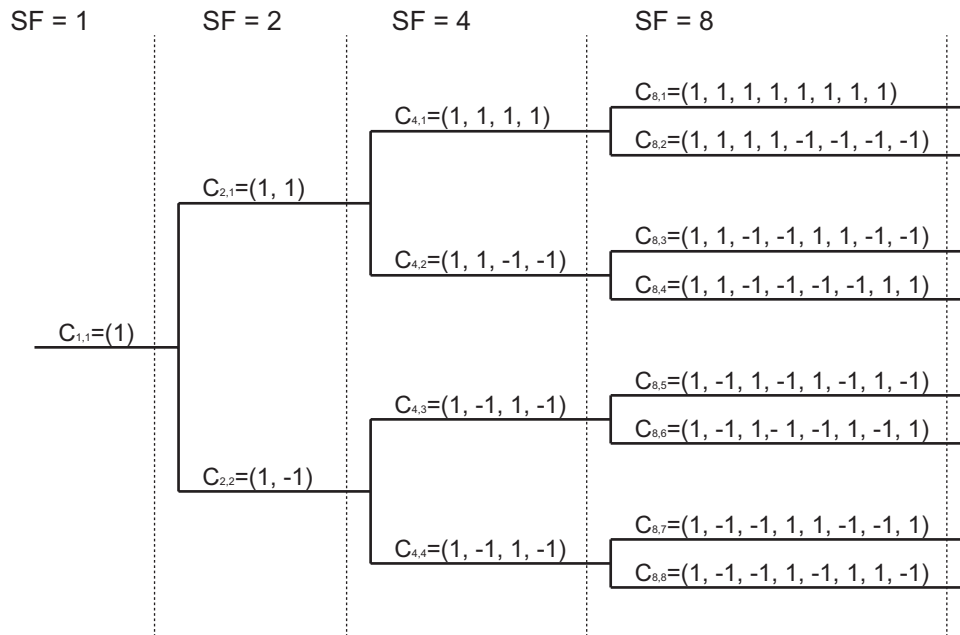 SF = 1
SF = 2
SF = 4
SF = 8
C1,1=(1)
C2,1=(1, 1)
C2,2=(1, -1)
C4,1=(1, 1, 1, 1)
C4,2=(1, 1, -1, -1)
C4,3=(1, -1, 1, -1)
C4,4=(1, -1, 1, -1)
C8,1=(1, 1, 1, 1, 1, 1, 1, 1)
C8,2=(1, 1, 1, 1, -1, -1, -1, -1)
C8,3=(1, 1, -1, -1, 1, 1, -1, -1)
C8,4=(1, 1, -1, -1, -1, -1, 1, 1)
C8,5=(1, -1, 1, -1, 1, -1, 1, -1)
C8,6=(1, -1, 1,- 1, -1, 1, -1, 1)
C8,7=(1, -1, -1, 1, 1, -1, -1, 1)
C8,8=(1, -1, -1, 1, -1, 1, 1, -1)